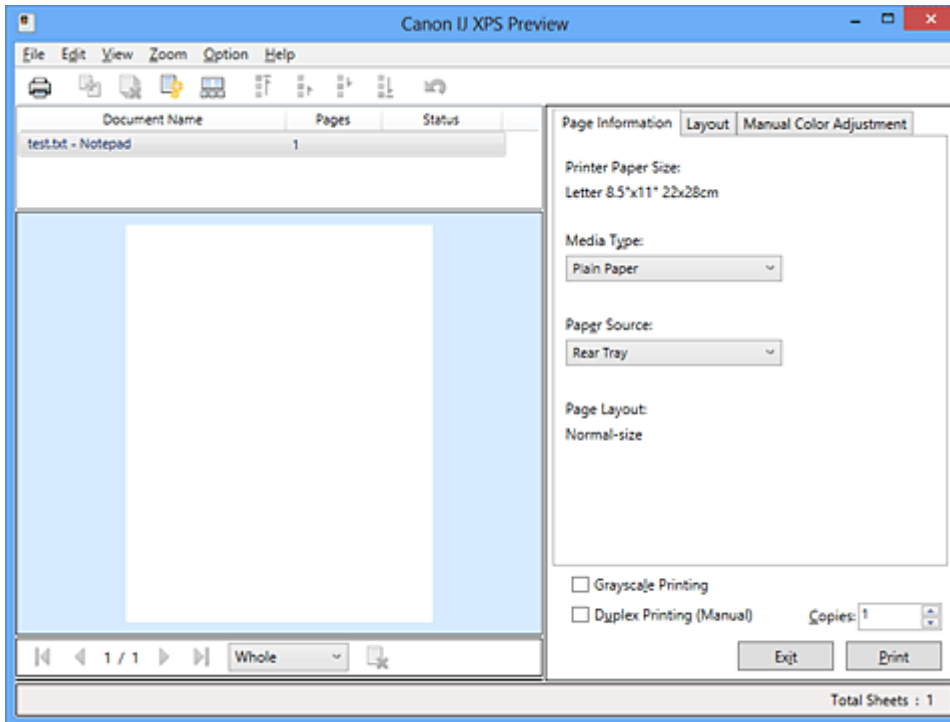 Canon IJ XPS Preview
File Edit View Zoom Option Help
Document Name Pages Status
test.txt - Notepad 1
Page Information Layout Manual Color Adjustment
Printer Paper Size:
Letter 8.5"x11" 22x28cm
Media Type:
Plain Paper
Paper Source:
Rear Tray
Page Layout:
Normal-size
Grayscale Printing
Duplex Printing (Manual) Copies: 1
1 / 1 Whole
Exit Print
Total Sheets : 1